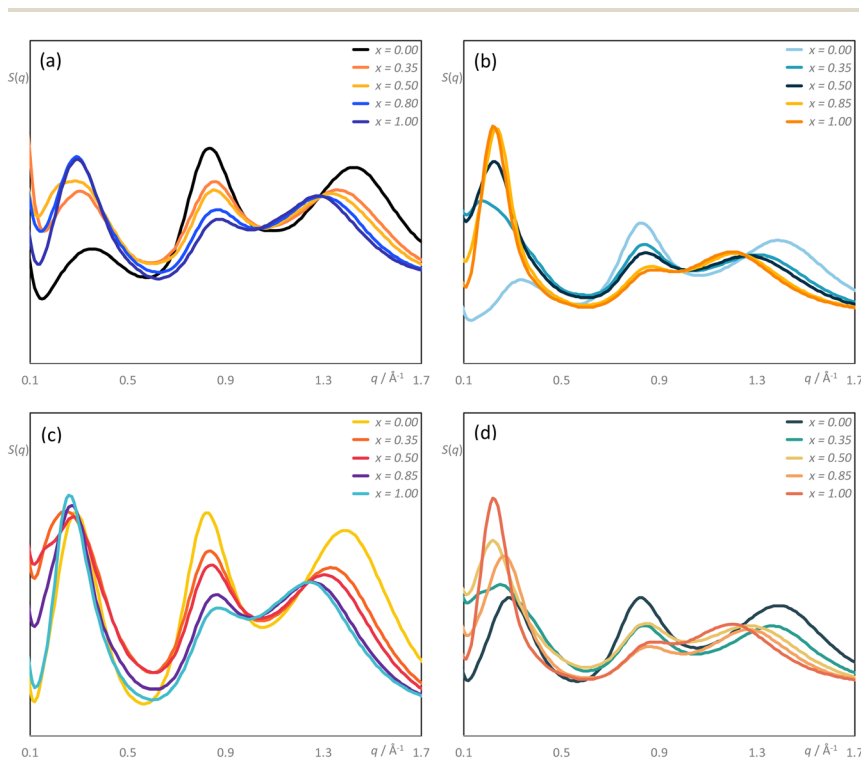 (a)
S(q)
x = 0.00
x = 0.35
x = 0.50
x = 0.80
x = 1.00
0.1 0.5 0.9 1.3 q / Å-1 1.7
(b)
S(q)
x = 0.00
x = 0.35
x = 0.50
x = 0.85
x = 1.00
0.1 0.5 0.9 1.3 q / Å-1 1.7
(c)
S(q)
x = 0.00
x = 0.35
x = 0.50
x = 0.85
x = 1.00
0.1 0.5 0.9 1.3 q / Å-1 1.7
(d)
S(q)
x = 0.00
x = 0.35
x = 0.50
x = 0.85
x = 1.00
0.1 0.5 0.9 1.3 q / Å-1 1.7